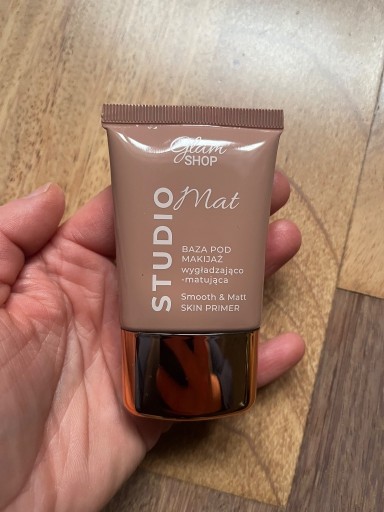 Glam
SHOP
STUDIO
Mat
BAZA POD
MAKIJAŻ
wygładzająco
-matująca
Smooth & Matt
SKIN PRIMER